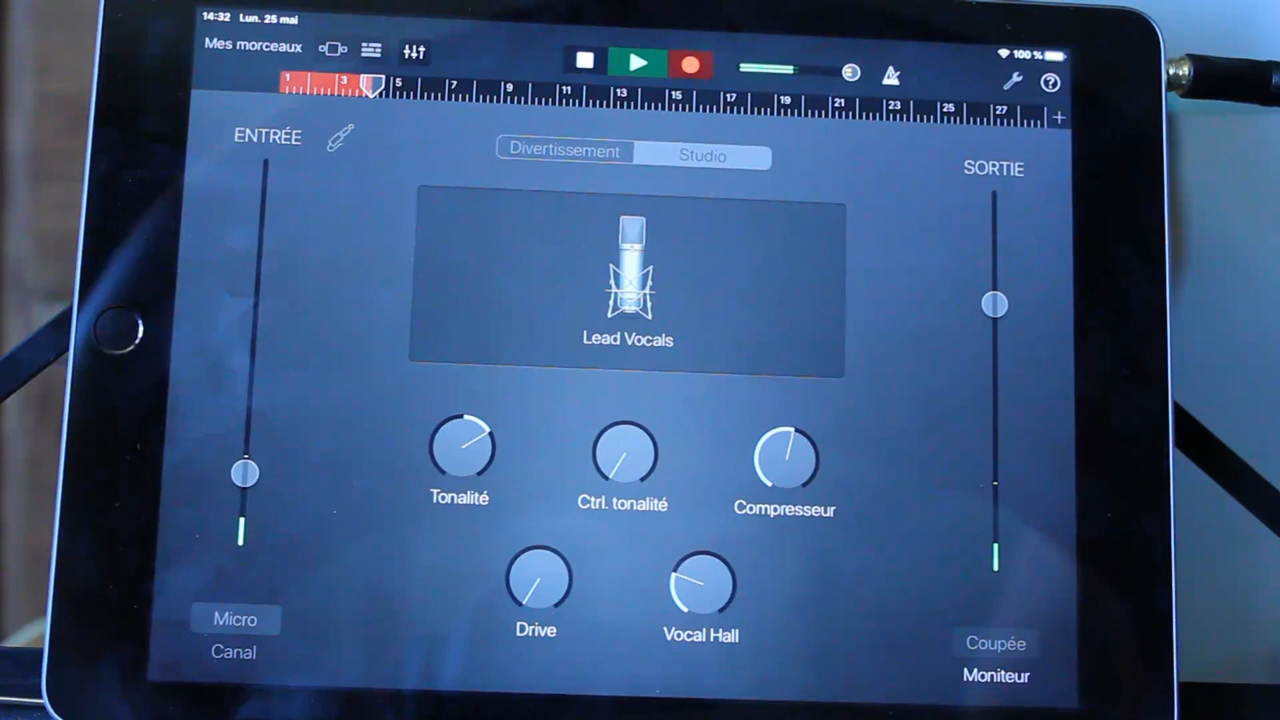 14:32 Lun. 25 mai
100 %
Mes morceaux
1 3 5 7 9 11 13 15 17 19 21 23 25 27 +
?
ENTRÉE
Divertissement Studio
SORTIE
Lead Vocals
Tonalité Ctrl. tonalité Compresseur
Drive Vocal Hall
Micro
Canal
Coupée
Moniteur